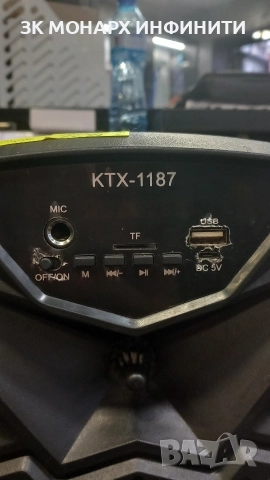 ЗК МОНАРХ ИНФИНИТИ
KTX-1187
MIC
USB
TF
OFF/ON
M
⏮/–
⏯
⏭/+
DC 5V
BAZAR